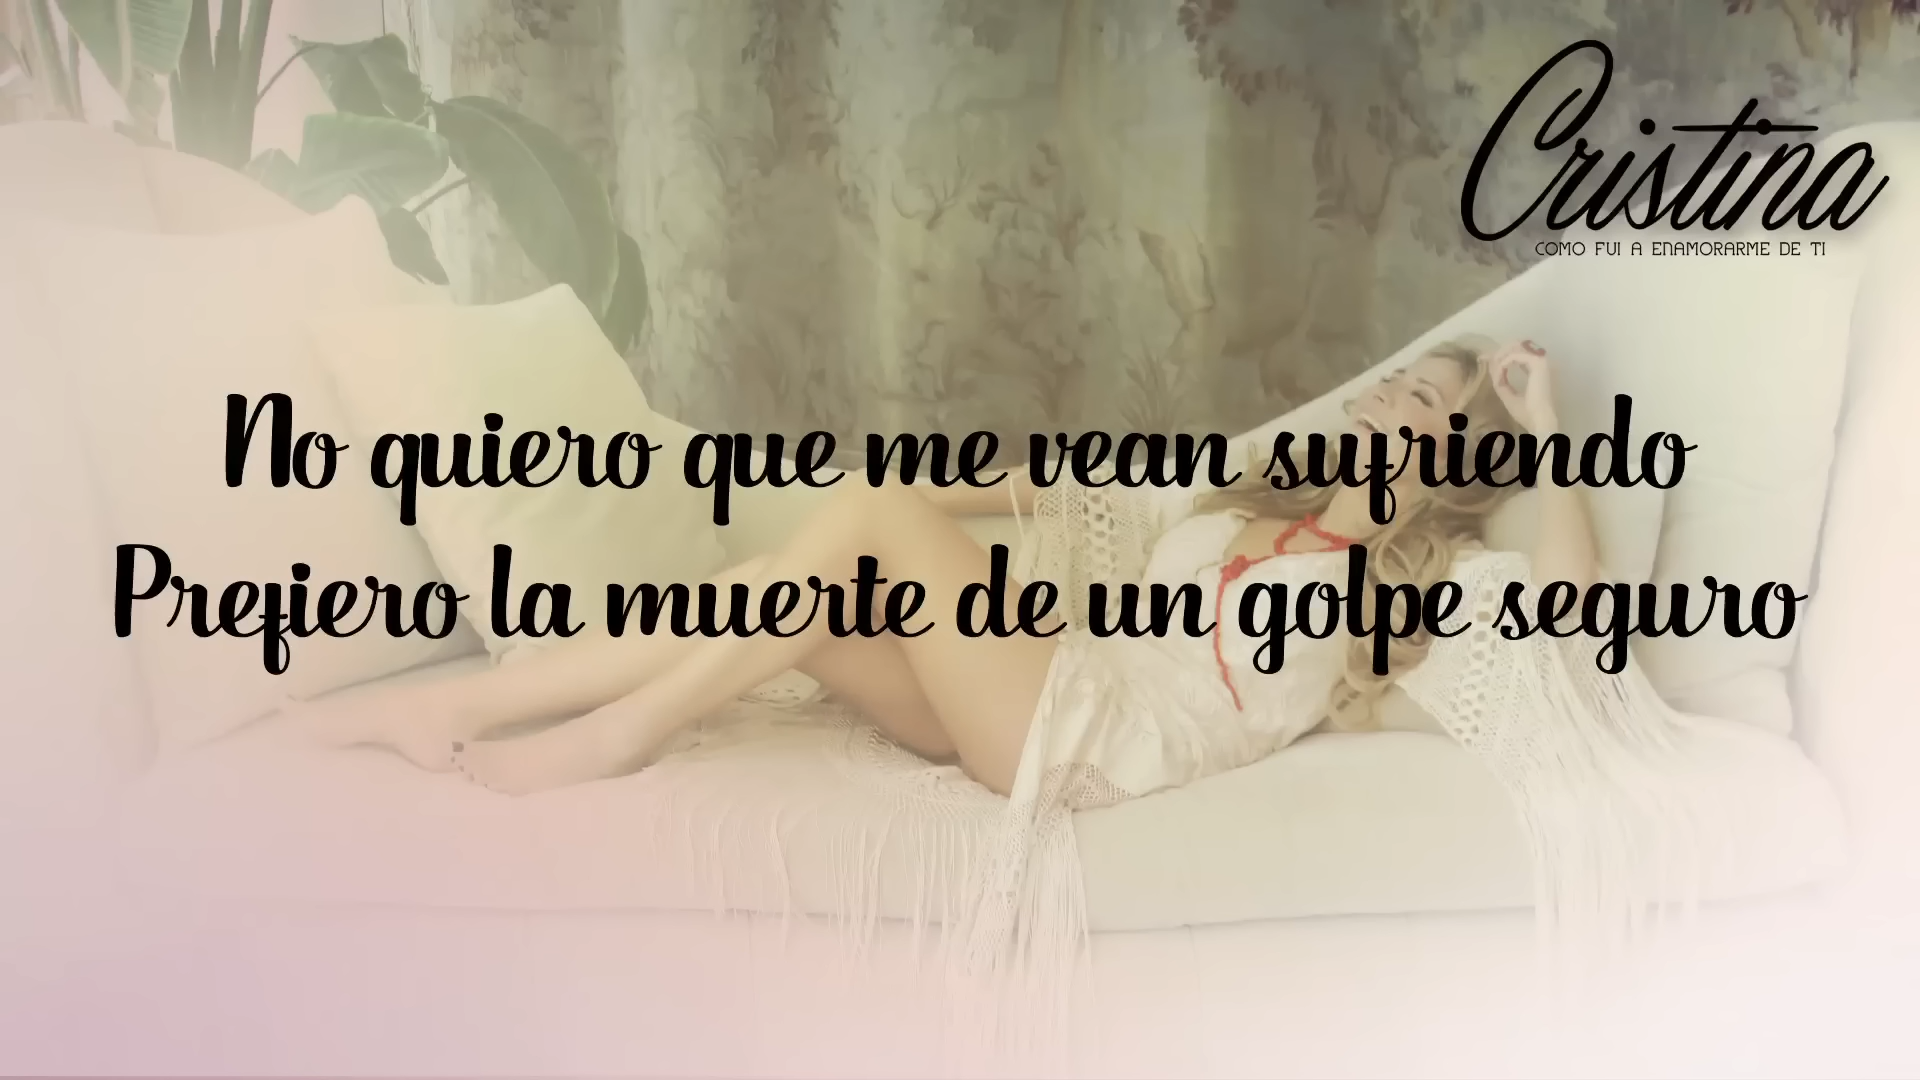 Cristina
COMO FUI A ENAMORARME DE TI
No quiero que me vean sufriendo
Prefiero la muerte de un golpe seguro